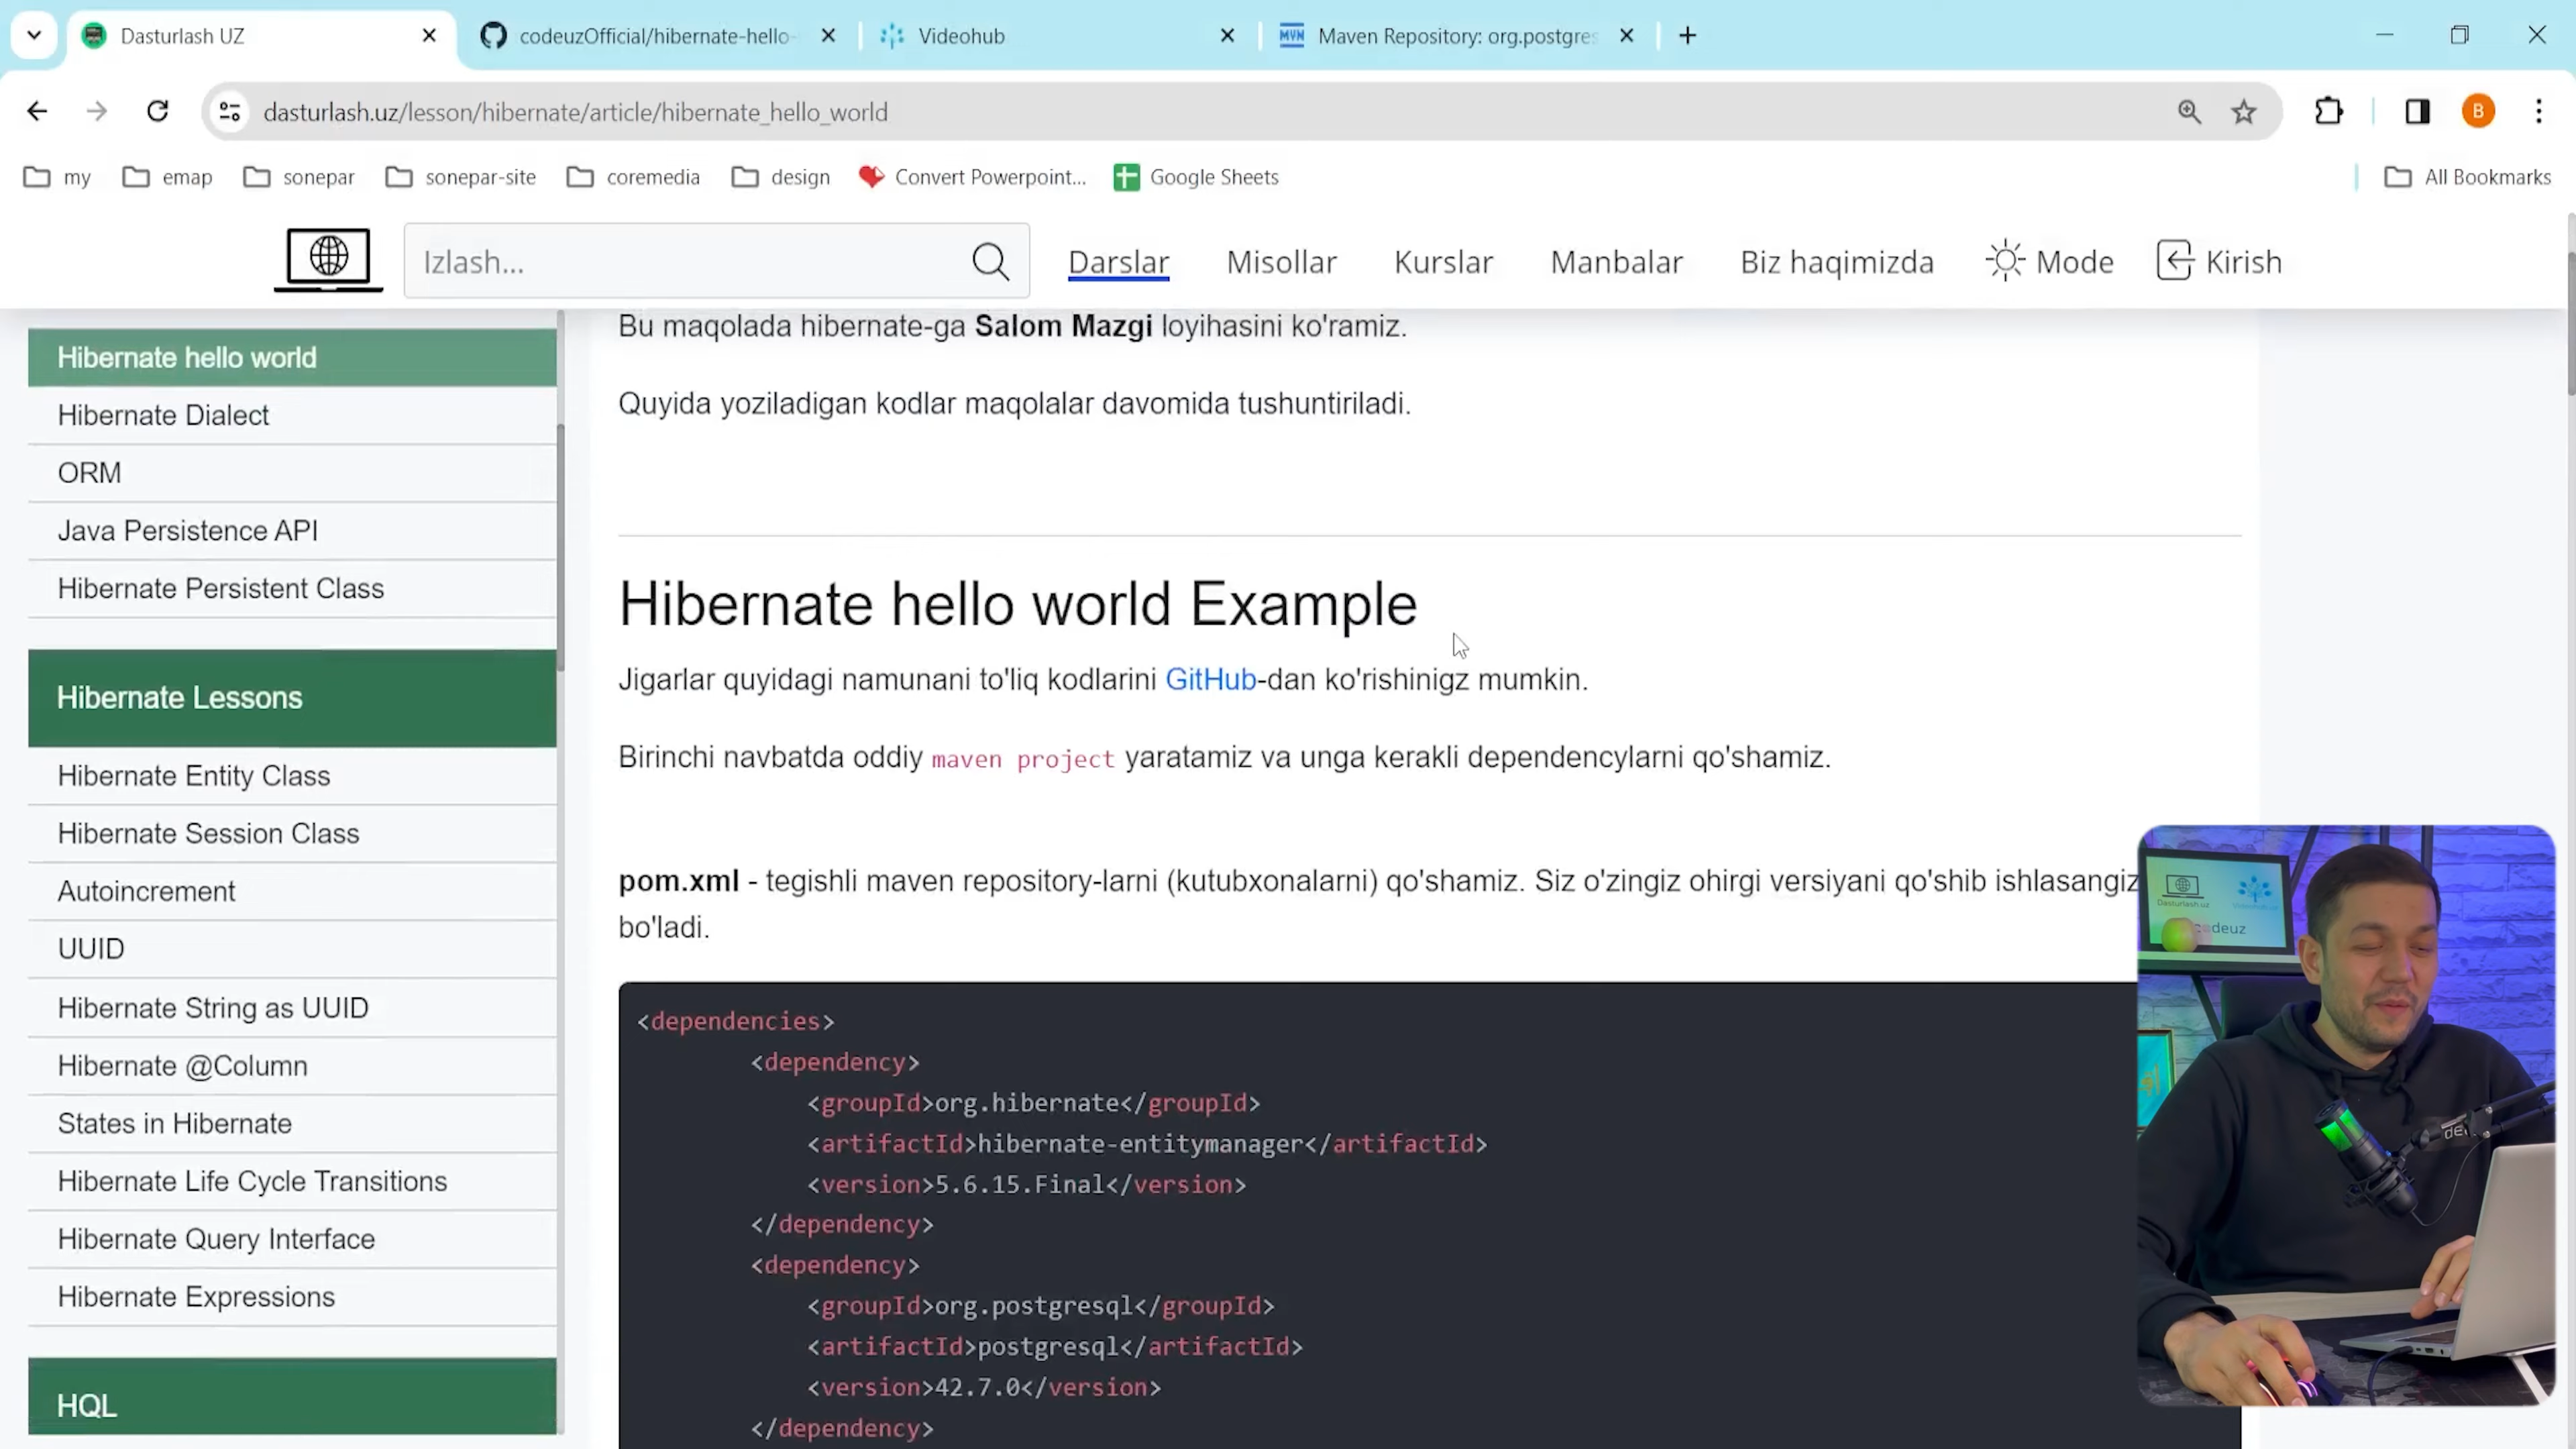 Dasturlash UZ
codeuzOfficial/hibernate-hello-
Videohub
Maven Repository: org.postgres
dasturlash.uz/lesson/hibernate/article/hibernate_hello_world
B
my
emap
sonepar
sonepar-site
coremedia
design
Convert Powerpoint...
Google Sheets
All Bookmarks
Izlash...
Darslar
Misollar
Kurslar
Manbalar
Biz haqimizda
Mode
Kirish
Hibernate hello world
Hibernate Dialect
ORM
Java Persistence API
Hibernate Persistent Class
Hibernate Lessons
Hibernate Entity Class
Hibernate Session Class
Autoincrement
UUID
Hibernate String as UUID
Hibernate @Column
States in Hibernate
Hibernate Life Cycle Transitions
Hibernate Query Interface
Hibernate Expressions
HQL
Bu maqolada hibernate-ga Salom Mazgi loyihasini ko'ramiz.
Quyida yoziladigan kodlar maqolalar davomida tushuntiriladi.
Hibernate hello world Example
Jigarlar quyidagi namunani to'liq kodlarini GitHub-dan ko'rishinigz mumkin.
Birinchi navbatda oddiy maven project yaratamiz va unga kerakli dependencylarni qo'shamiz.
pom.xml - tegishli maven repository-larni (kutubxonalarni) qo'shamiz. Siz o'zingiz ohirgi versiyani qo'shib ishlasangiz
bo'ladi.
<dependencies>
<dependency>
<groupId>org.hibernate</groupId>
<artifactId>hibernate-entitymanager</artifactId>
<version>5.6.15.Final</version>
</dependency>
<dependency>
<groupId>org.postgresql</groupId>
<artifactId>postgresql</artifactId>
<version>42.7.0</version>
</dependency>
Dasturlash.uz